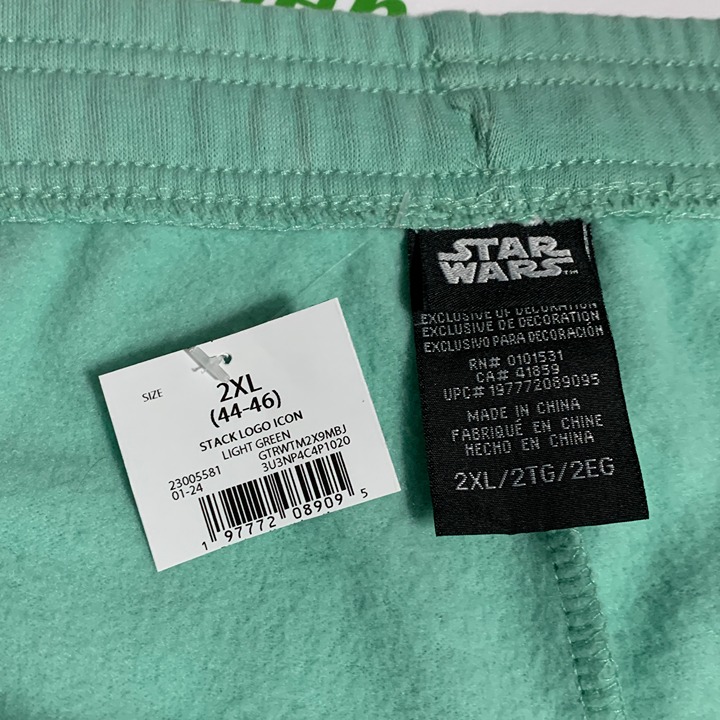 STAR
WARS™
EXCLUSIVE OF DECORATION
EXCLUSIVE DE DECORATION
EXCLUSIVO PARA DECORACIÓN
RN# 0101531
CA# 41859
UPC# 197772089095
MADE IN CHINA
FABRIQUÉ EN CHINE
HECHO EN CHINA
2XL/2TG/2EG
SIZE
2XL
(44-46)
STACK LOGO ICON
LIGHT GREEN
GTRWTM2X9MBJ
23005581
3U3NP4C4P1020
01-24
1 97772 08909 5